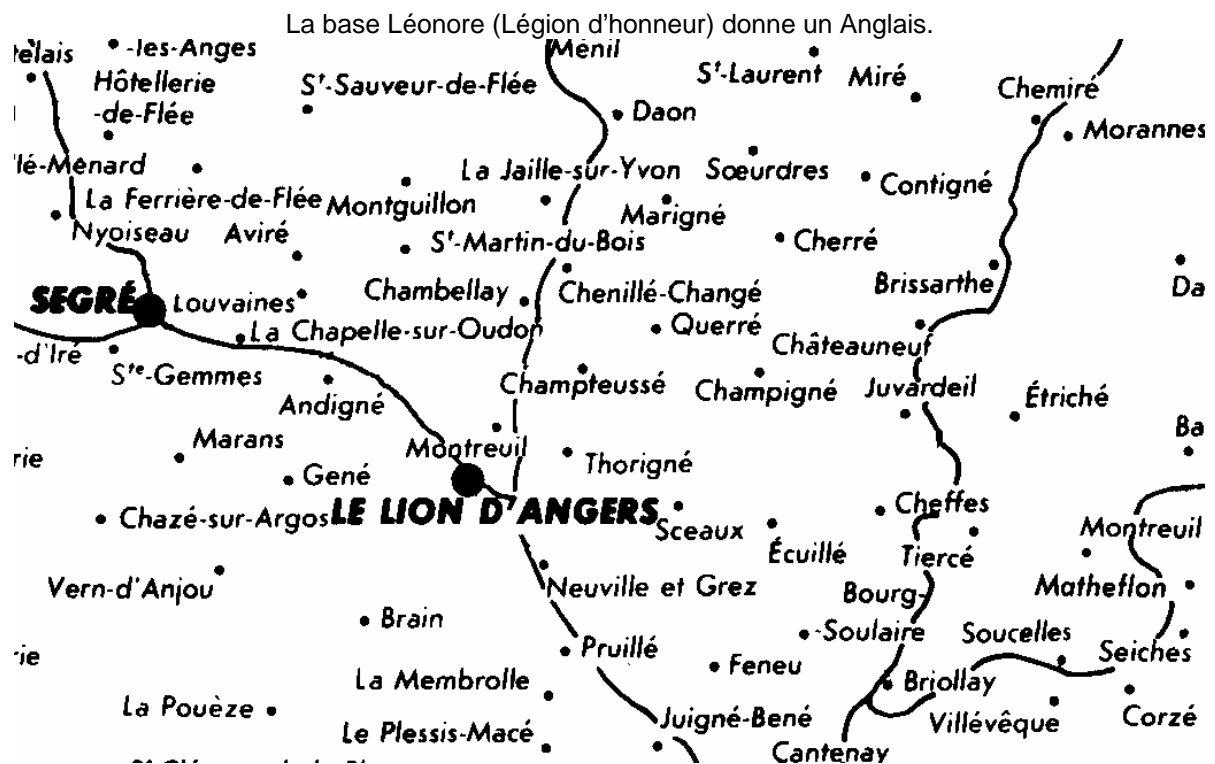 La base Léonore (Légion d'honneur) donne un Anglais.
-les-Anges
Ménil
Hôtellerie
-de-Flée
Sᵗ-Sauveur-de-Flée
Sᵗ-Laurent
Miré
Chemiré
Daon
Morannes
La Jaille-sur-Yvon
Sœurdres
Contigné
La Ferrière-de-Flée
Montguillon
Marigné
Nyoiseau
Aviré
Sᵗ-Martin-du-Bois
Cherré
SEGRÉ
Louvaines
Chambellay
Chenillé-Changé
Brissarthe
La Chapelle-sur-Oudon
Querré
Châteauneuf
-d'Iré
Sᵗᵉ-Gemmes
Andigné
Champteussé
Champigné
Juvardeil
Étriché
Marans
Montreuil
Gené
Thorigné
Cheffes
Chazé-sur-Argos
LE LION D'ANGERS
Sceaux
Écuillé
Tiercé
Montreuil
Vern-d'Anjou
Neuville et Grez
Bourg-
-Soulaire
Matheflon
Brain
Pruillé
Feneu
Soucelles
Seiches
La Membrolle
Briollay
La Pouèze
Le Plessis-Macé
Juigné-Bené
Villévêque
Corzé
Cantenay